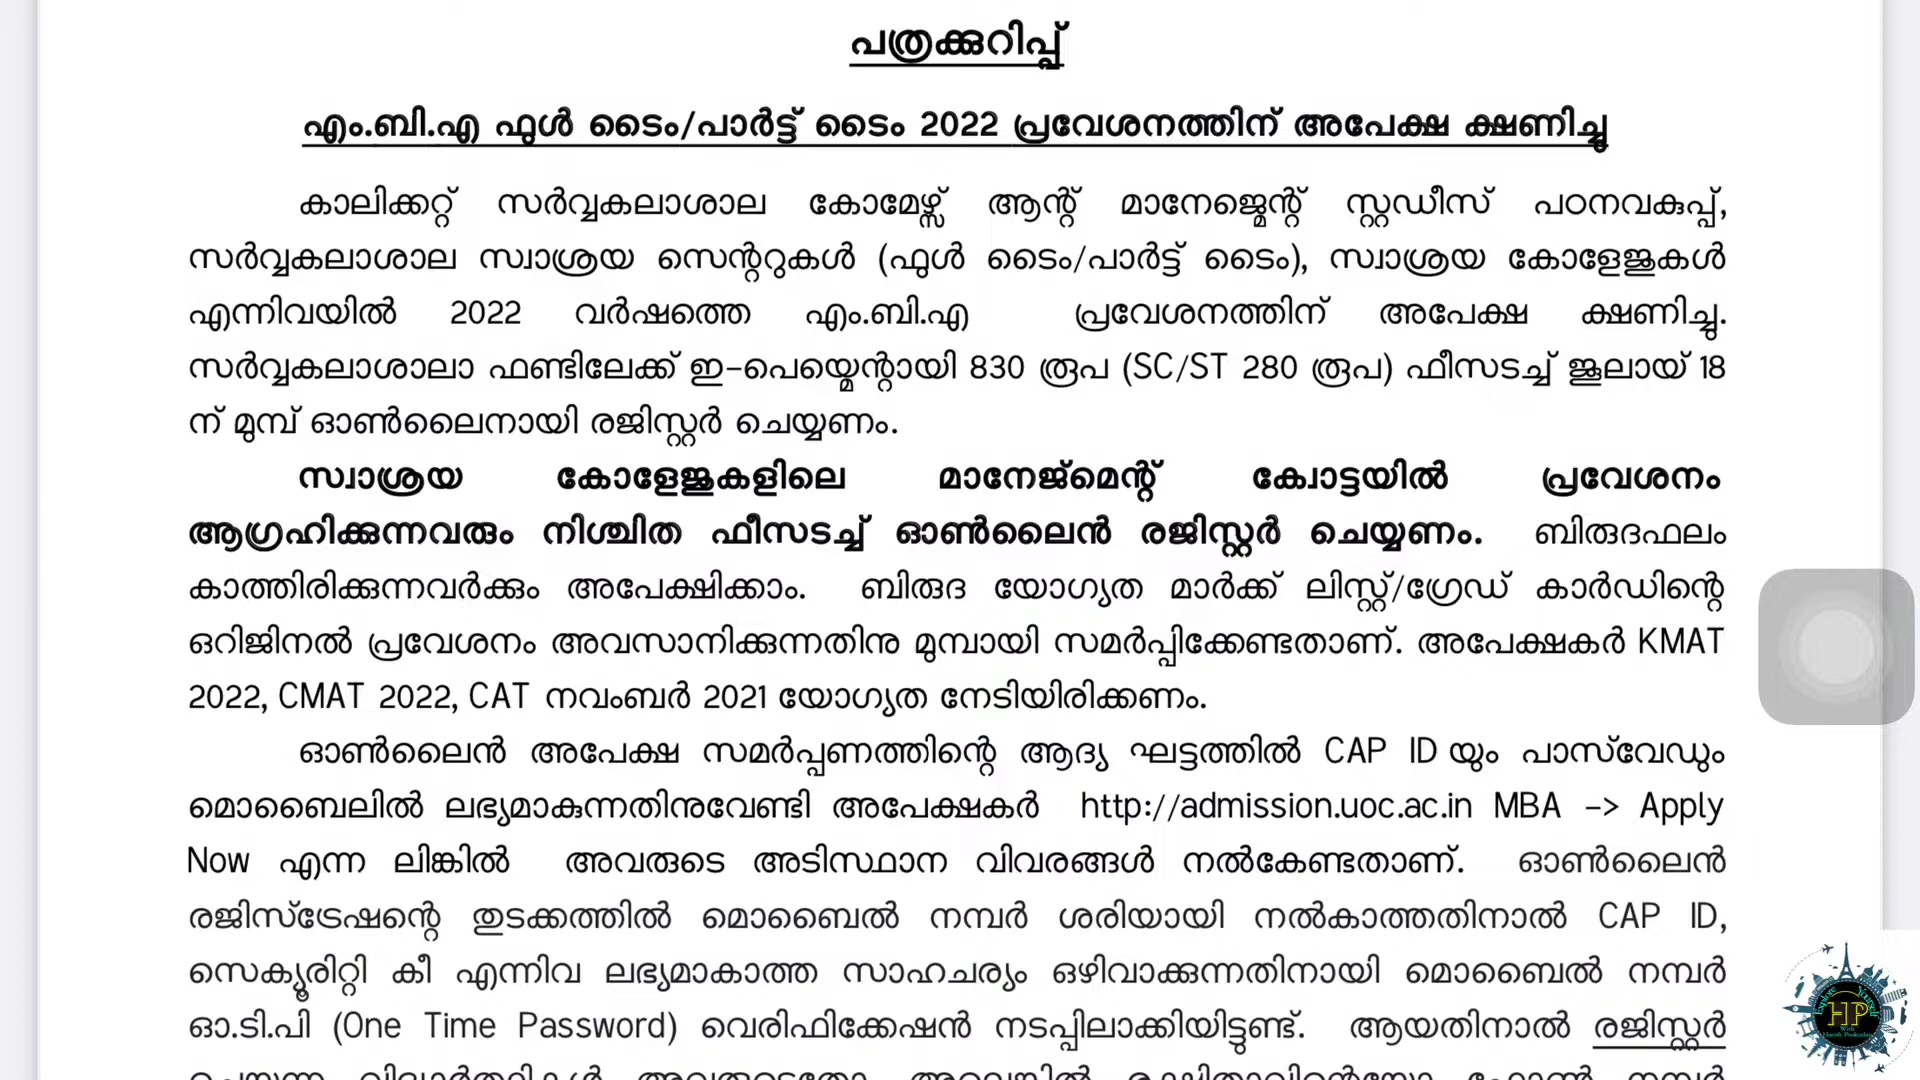 പത്രക്കുറിപ്പ്
എം.ബി.എ ഫുൾ ടൈം/പാർട്ട് ടൈം 2022 പ്രവേശനത്തിന് അപേക്ഷ ക്ഷണിച്ചു
കാലിക്കറ്റ് സർവ്വകലാശാല കോമേഴ്സ് ആന്റ് മാനേജ്മെന്റ് സ്റ്റഡീസ് പഠനവകുപ്പ്,
സർവ്വകലാശാല സ്വാശ്രയ സെന്ററുകൾ (ഫുൾ ടൈം/പാർട്ട് ടൈം), സ്വാശ്രയ കോളേജുകൾ
എന്നിവയിൽ 2022 വർഷത്തെ എം.ബി.എ പ്രവേശനത്തിന് അപേക്ഷ ക്ഷണിച്ചു.
സർവ്വകലാശാലാ ഫണ്ടിലേക്ക് ഇ-പെയ്മെന്റായി 830 രൂപ (SC/ST 280 രൂപ) ഫീസടച്ച് ജൂലായ് 18
ന് മുമ്പ് ഓൺലൈനായി രജിസ്റ്റർ ചെയ്യണം.
സ്വാശ്രയ കോളേജുകളിലെ മാനേജ്മെന്റ് ക്വോട്ടയിൽ പ്രവേശനം
ആഗ്രഹിക്കുന്നവരും നിശ്ചിത ഫീസടച്ച് ഓൺലൈൻ രജിസ്റ്റർ ചെയ്യണം. ബിരുദഫലം
കാത്തിരിക്കുന്നവർക്കും അപേക്ഷിക്കാം. ബിരുദ യോഗ്യത മാർക്ക് ലിസ്റ്റ്/ഗ്രേഡ് കാർഡിന്റെ
ഒറിജിനൽ പ്രവേശനം അവസാനിക്കുന്നതിനു മുമ്പായി സമർപ്പിക്കേണ്ടതാണ്. അപേക്ഷകർ KMAT
2022, CMAT 2022, CAT നവംബർ 2021 യോഗ്യത നേടിയിരിക്കണം.
ഓൺലൈൻ അപേക്ഷ സമർപ്പണത്തിന്റെ ആദ്യ ഘട്ടത്തിൽ CAP ID യും പാസ്‌വേഡും
മൊബൈലിൽ ലഭ്യമാകുന്നതിനുവേണ്ടി അപേക്ഷകർ http://admission.uoc.ac.in MBA -> Apply
Now എന്ന ലിങ്കിൽ അവരുടെ അടിസ്ഥാന വിവരങ്ങൾ നൽകേണ്ടതാണ്. ഓൺലൈൻ
രജിസ്ട്രേഷന്റെ തുടക്കത്തിൽ മൊബൈൽ നമ്പർ ശരിയായി നൽകാത്തതിനാൽ CAP ID,
സെക്യൂരിറ്റി കീ എന്നിവ ലഭ്യമാകാത്ത സാഹചര്യം ഒഴിവാക്കുന്നതിനായി മൊബൈൽ നമ്പർ
ഓ.ടി.പി (One Time Password) വെരിഫിക്കേഷൻ നടപ്പിലാക്കിയിട്ടുണ്ട്. ആയതിനാൽ രജിസ്റ്റർ
HP